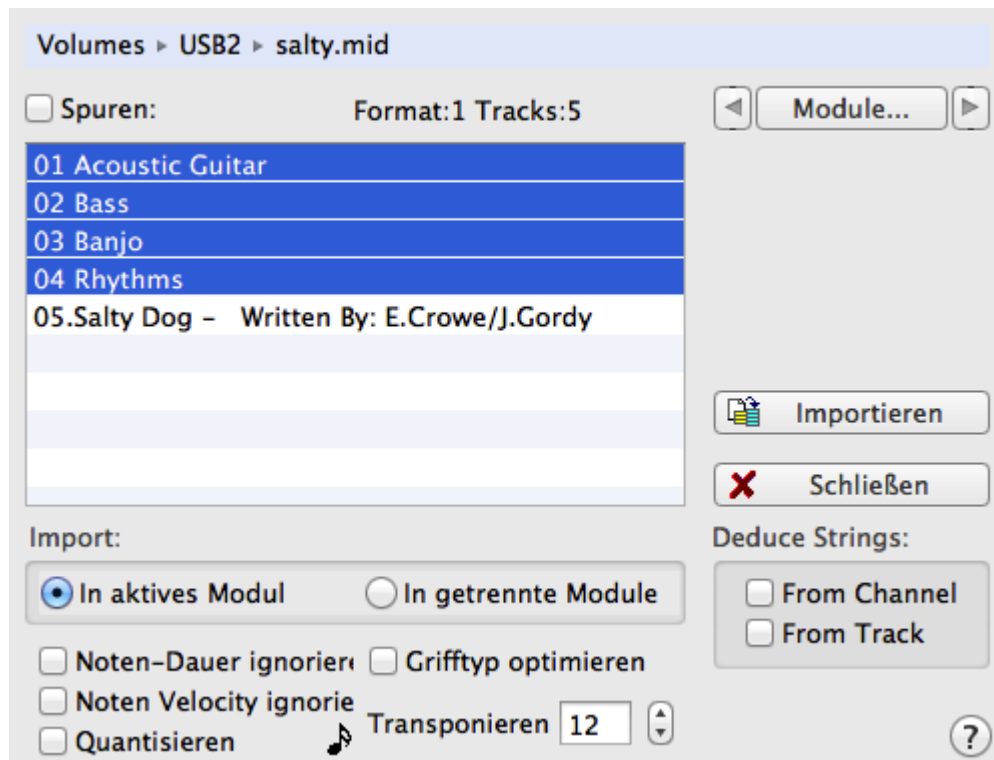 Volumes ▸ USB2 ▸ salty.mid
Spuren: Format:1 Tracks:5 Module...
01 Acoustic Guitar
02 Bass
03 Banjo
04 Rhythms
05.Salty Dog – Written By: E.Crowe/J.Gordy
Importieren
Schließen
Import: Deduce Strings:
In aktives Modul In getrennte Module From Channel
From Track
Noten-Dauer ignoriere Grifftyp optimieren
Noten Velocity ignorie
Transponieren 12
Quantisieren ?